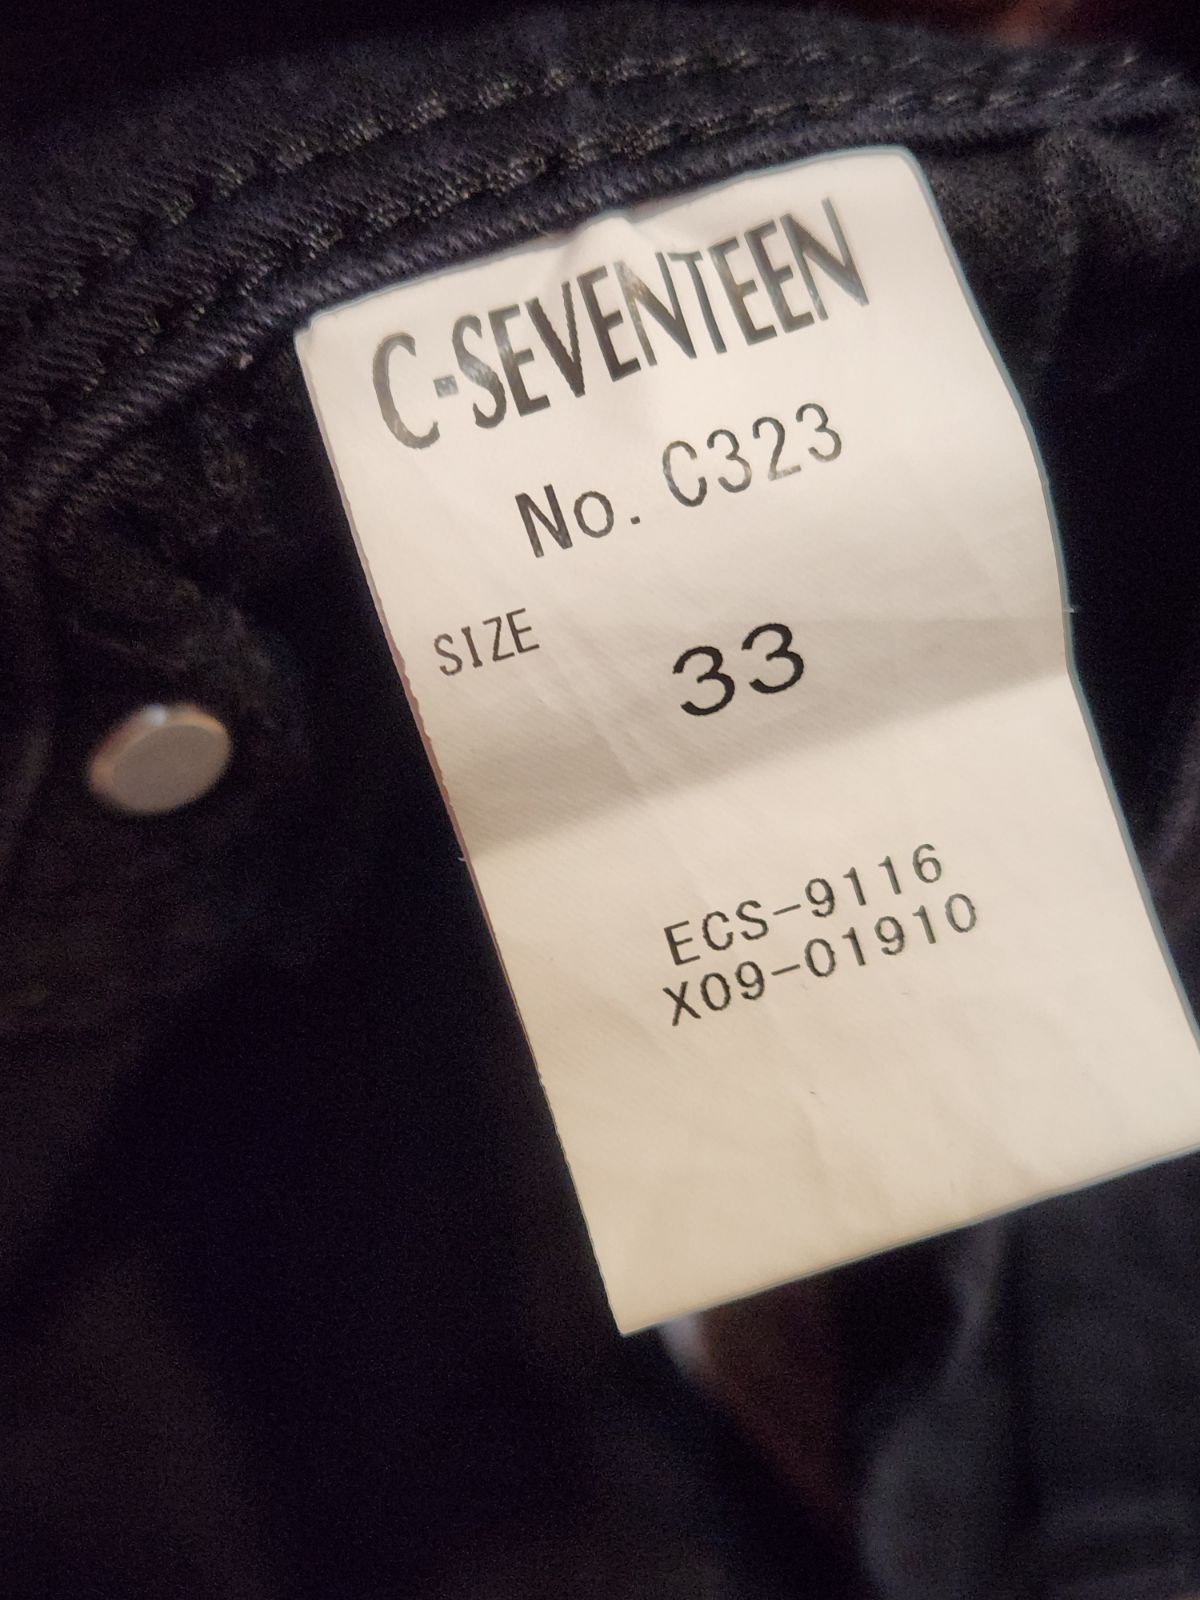 C-SEVENTEEN
No. C323
SIZE 33
ECS-9116
X09-01910